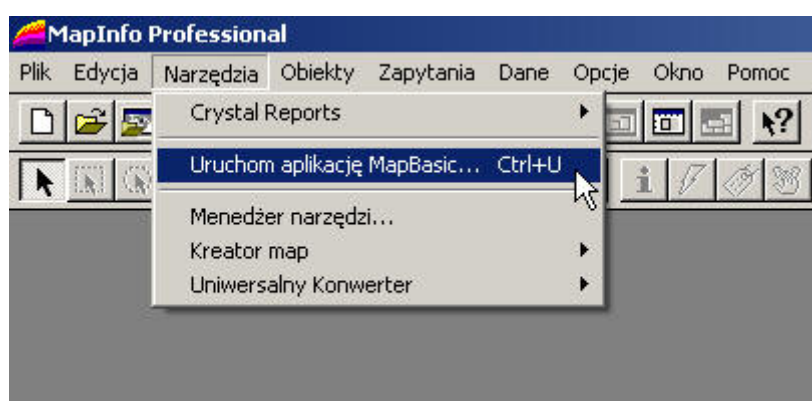 MapInfo Professional
Plik Edycja Narzędzia Obiekty Zapytania Dane Opcje Okno Pomoc
Crystal Reports
Uruchom aplikację MapBasic... Ctrl+U
Menedżer narzędzi...
Kreator map
Uniwersalny Konwerter